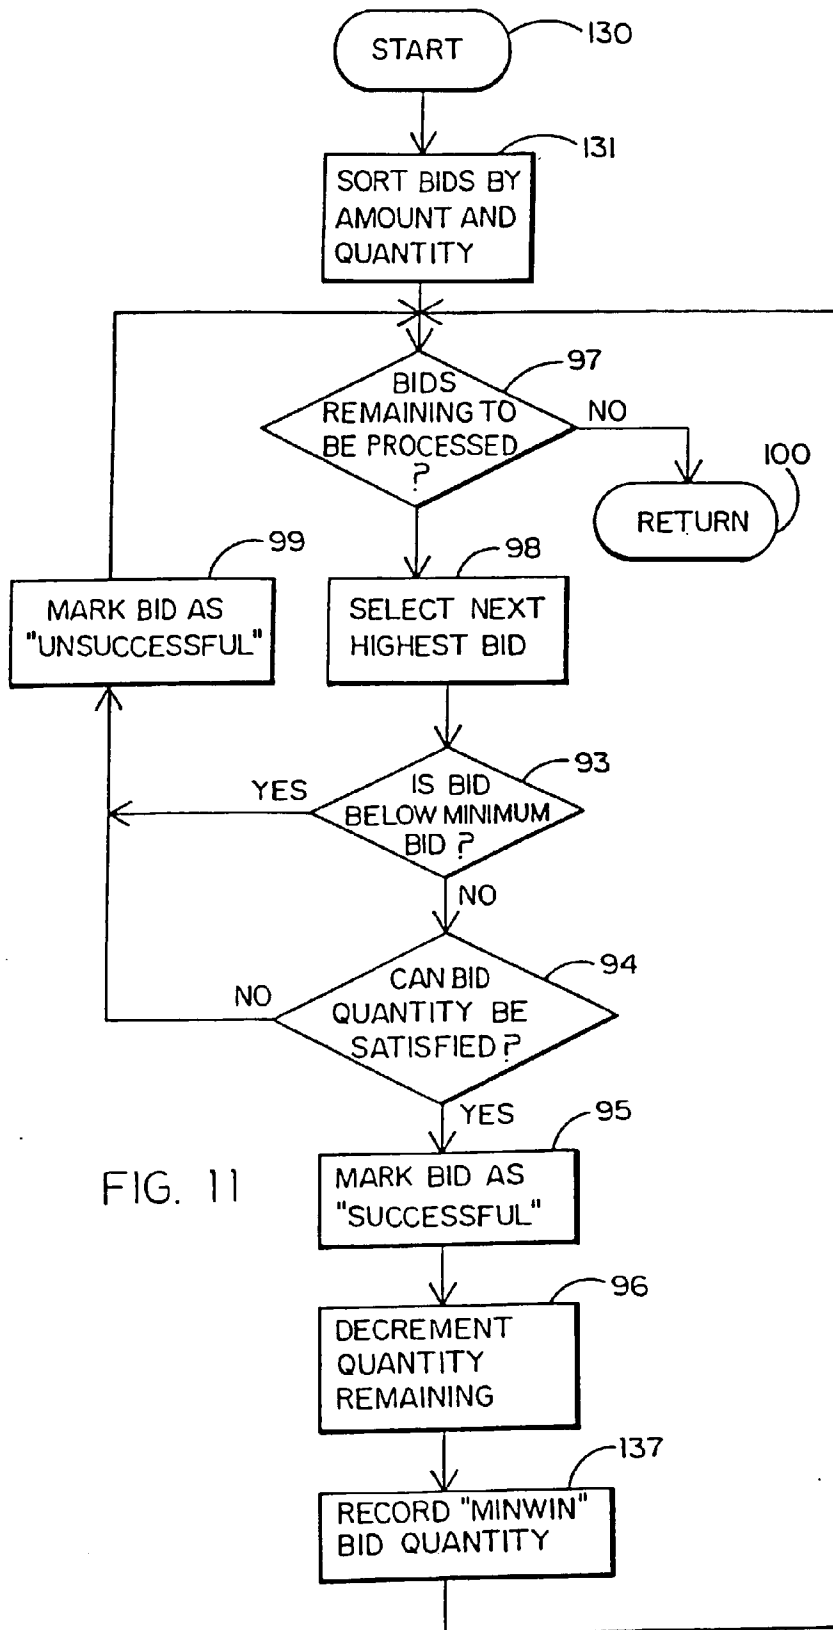 START
130
131
SORT BIDS BY
AMOUNT AND
QUANTITY
97
BIDS
REMAINING TO
BE PROCESSED
?
NO
100
RETURN
99
MARK BID AS
"UNSUCCESSFUL"
98
SELECT NEXT
HIGHEST BID
93
YES
IS BID
BELOW MINIMUM
BID ?
NO
94
NO
CAN BID
QUANTITY BE
SATISFIED ?
YES
95
FIG. 11
MARK BID AS
"SUCCESSFUL"
96
DECREMENT
QUANTITY
REMAINING
137
RECORD "MINWIN"
BID QUANTITY